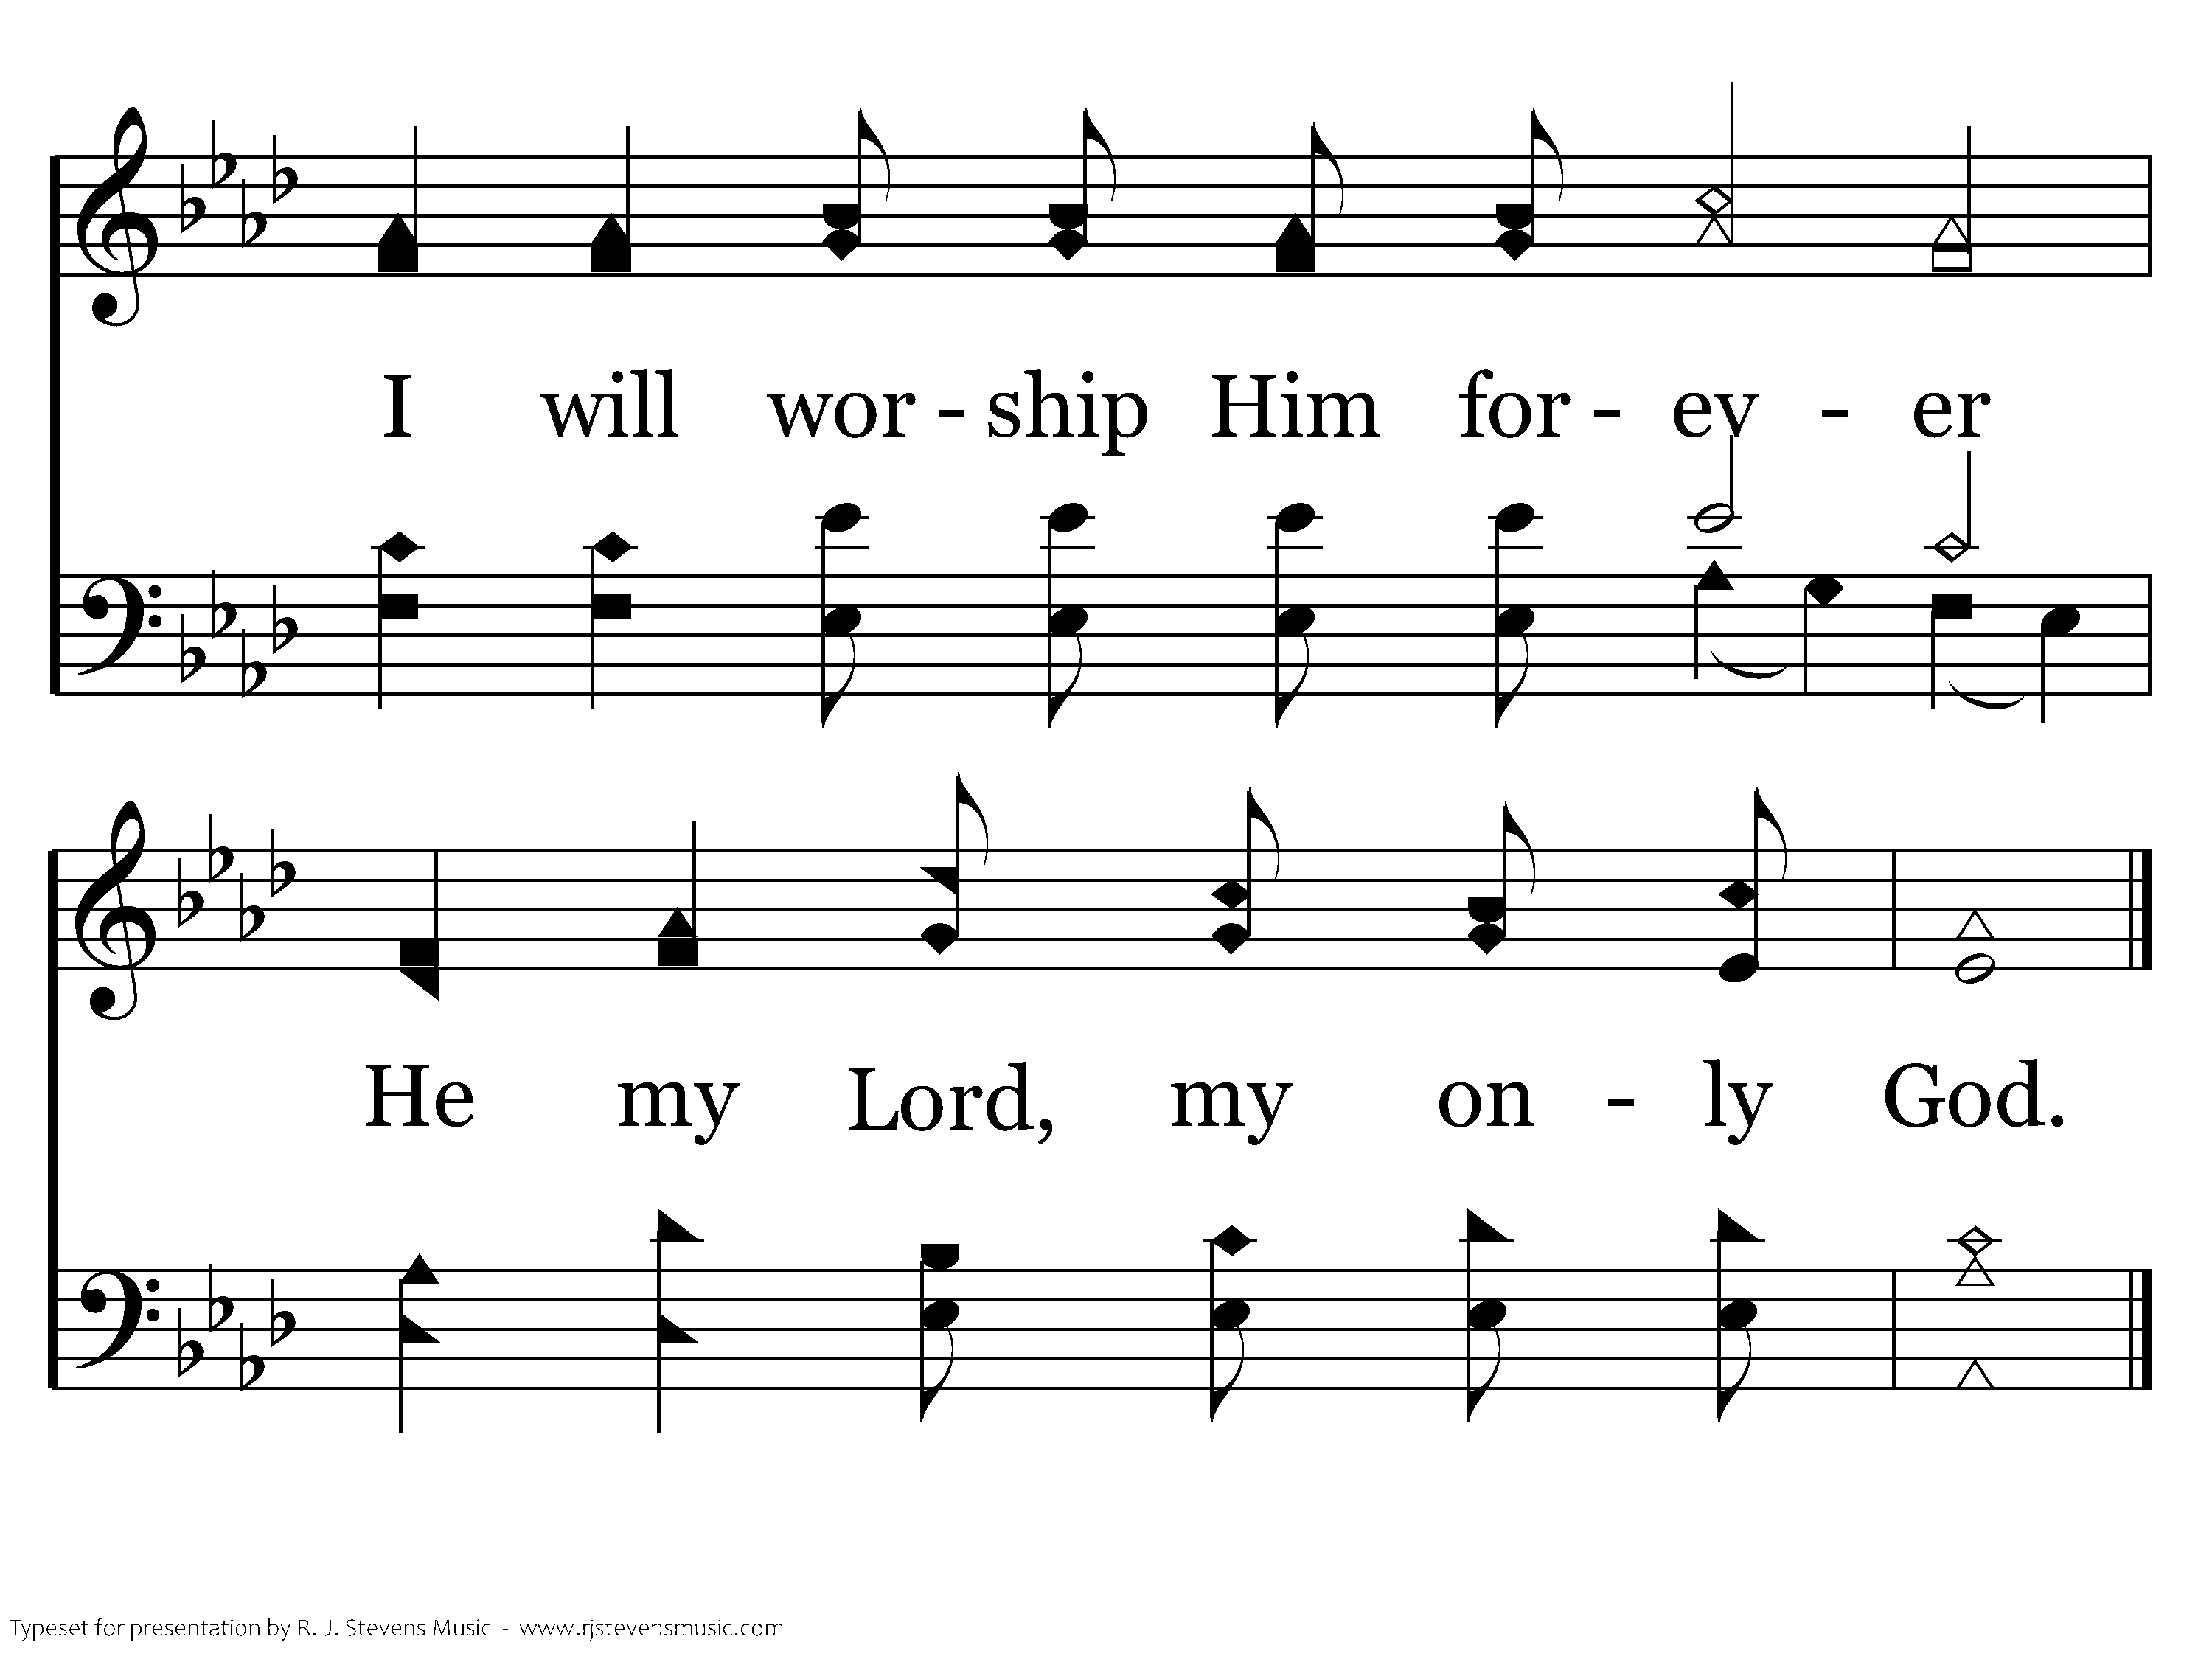 I will wor - ship Him for - ev - er
He my Lord, my on - ly God.
Typeset for presentation by R. J. Stevens Music - www.rjstevensmusic.com